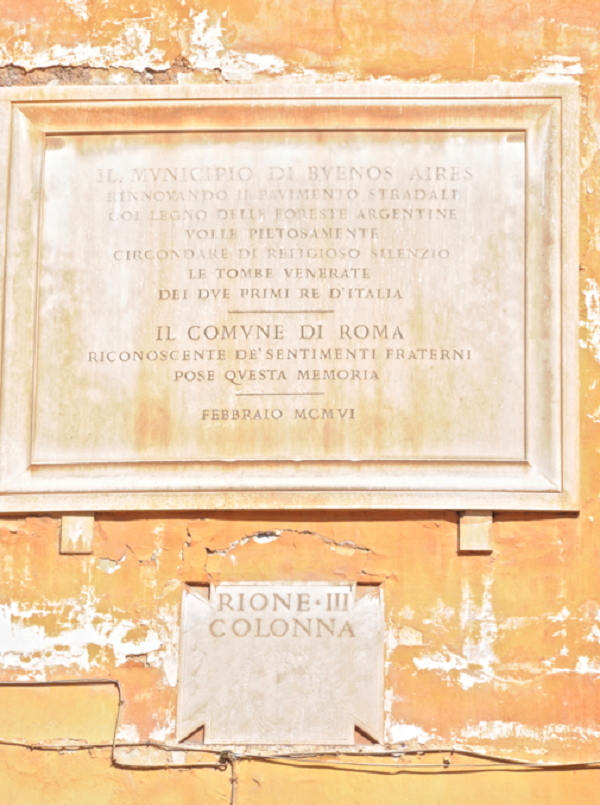 IL MVNICIPIO DI BVENOS AIRES
RINNOVANDO IL PAVIMENTO STRADALE
COL LEGNO DELLE FORESTE ARGENTINE
VOLLE PIETOSAMENTE
CIRCONDARE DI RELIGIOSO SILENZIO
LE TOMBE VENERATE
DEI DVE PRIMI RE D'ITALIA
IL COMVNE DI ROMA
RICONOSCENTE DE' SENTIMENTI FRATERNI
POSE QVESTA MEMORIA
FEBBRAIO MCMVI
RIONE·III
COLONNA